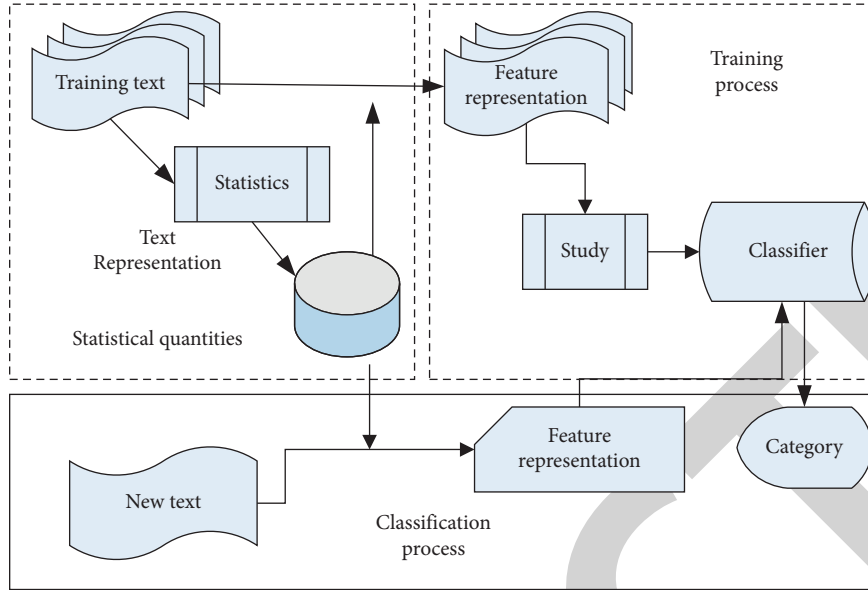 Training text
Statistics
Text
Representation
Statistical quantities
Feature
representation
Training
process
Study
Classifier
New text
Feature
representation
Category
Classification
process